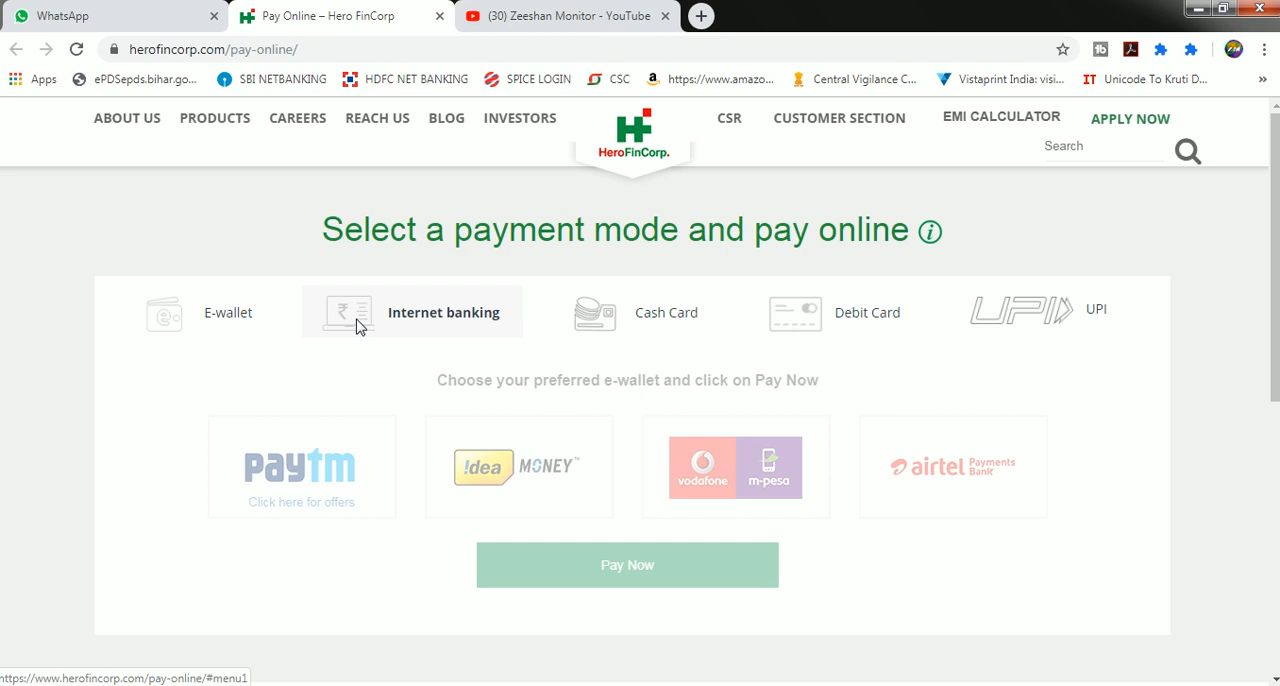 WhatsApp
Pay Online – Hero FinCorp
(30) Zeeshan Monitor - YouTube
herofincorp.com/pay-online/
Apps
ePDSepds.bihar.go...
SBI NETBANKING
HDFC NET BANKING
SPICE LOGIN
CSC
https://www.amazo...
Central Vigilance C...
Vistaprint India: visi...
IT Unicode To Kruti D...
ABOUT US
PRODUCTS
CAREERS
REACH US
BLOG
INVESTORS
HeroFinCorp.
CSR
CUSTOMER SECTION
EMI CALCULATOR
APPLY NOW
Search
Select a payment mode and pay online
E-wallet
Internet banking
Cash Card
Debit Card
UPI
UPI
Choose your preferred e-wallet and click on Pay Now
paytm
Click here for offers
!dea MONEY™
vodafone
m-pesa
airtel Payments Bank
Pay Now
https://www.herofincorp.com/pay-online/#menu1